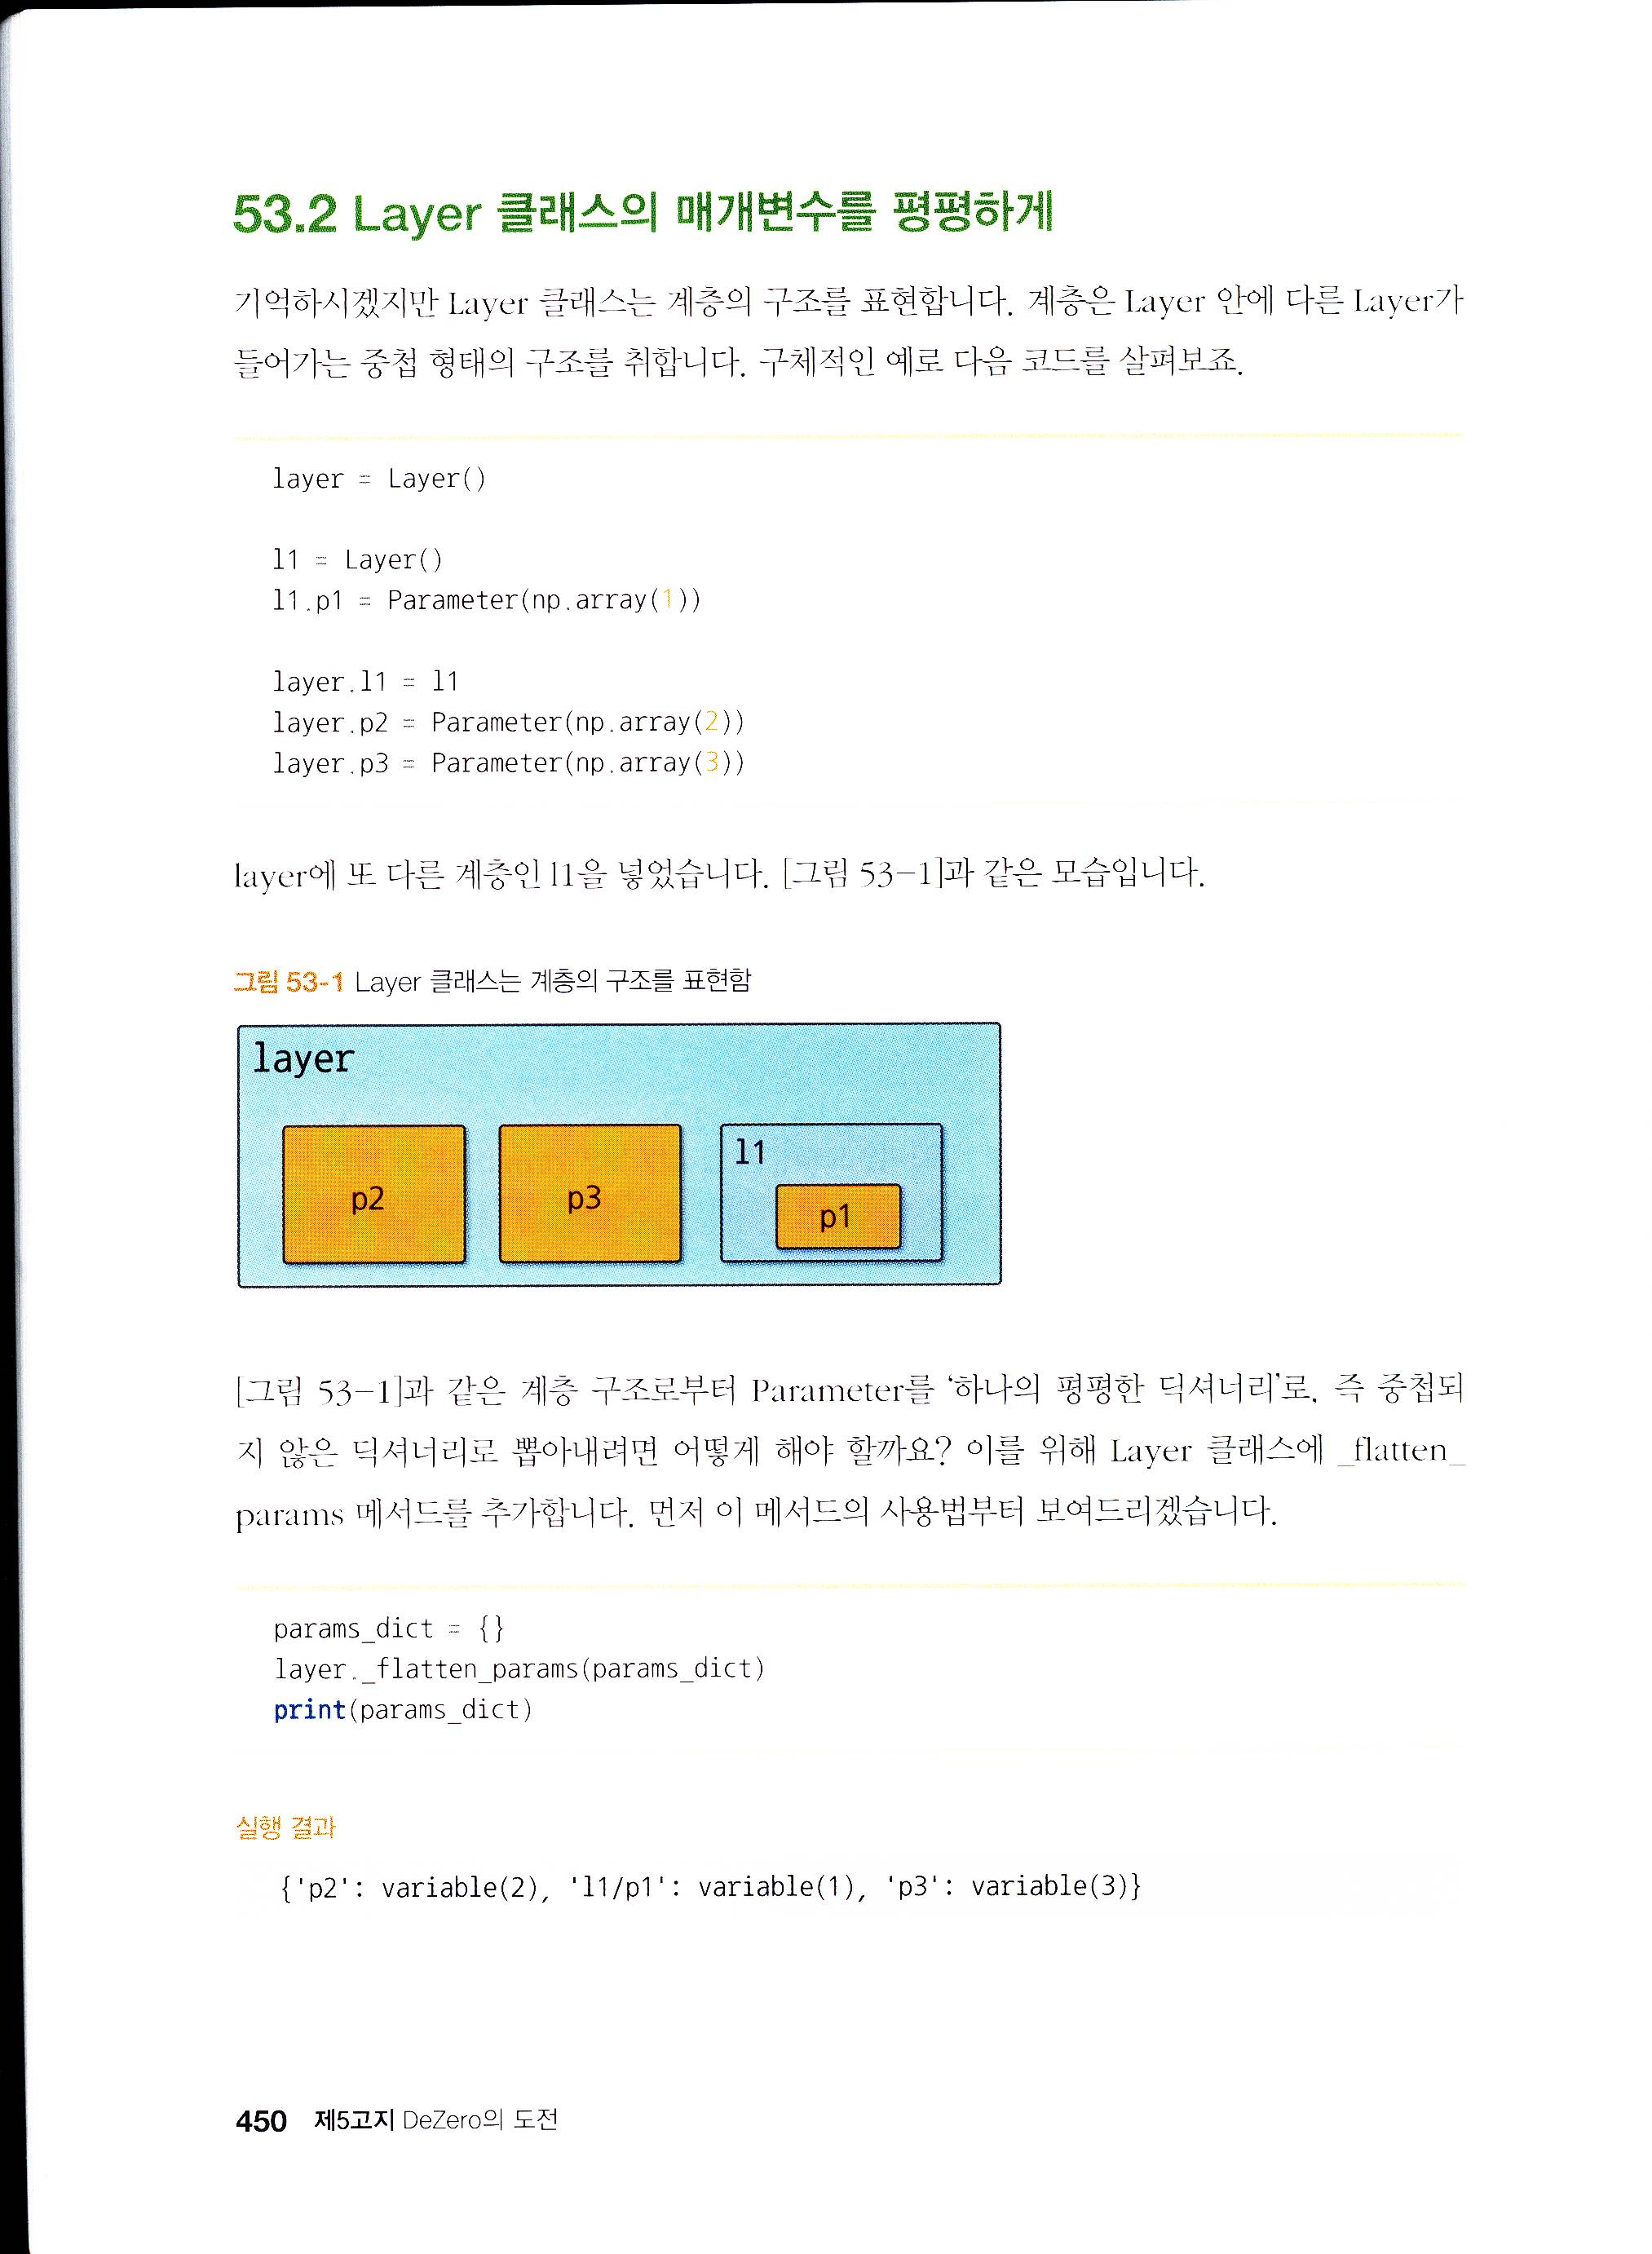 53.2 Layer 클래스의 매개변수를 평평하게
기억하시겠지만 Layer 클래스는 계층의 구조를 표현합니다. 계층은 Layer 안에 다른 Layer가
들어가는 중첩 형태의 구조를 취합니다. 구체적인 예로 다음 코드를 살펴보죠.
layer = Layer()
l1 = Layer()
l1.p1 = Parameter(np.array(1))
layer.l1 = l1
layer.p2 = Parameter(np.array(2))
layer.p3 = Parameter(np.array(3))
layer에 또 다른 계층인 l1을 넣었습니다. [그림 53-1]과 같은 모습입니다.
그림 53-1 Layer 클래스는 계층의 구조를 표현함
layer
l1
p2 p3 p1
[그림 53-1]과 같은 계층 구조로부터 Parameter를 ‘하나의 평평한 딕셔너리’로, 즉 중첩되
지 않은 딕셔너리로 뽑아내려면 어떻게 해야 할까요? 이를 위해 Layer 클래스에 _flatten_
params 메서드를 추가합니다. 먼저 이 메서드의 사용법부터 보여드리겠습니다.
params_dict = {}
layer._flatten_params(params_dict)
print(params_dict)
실행 결과
{'p2': variable(2), 'l1/p1': variable(1), 'p3': variable(3)}
450 제5고지 DeZero의 도전